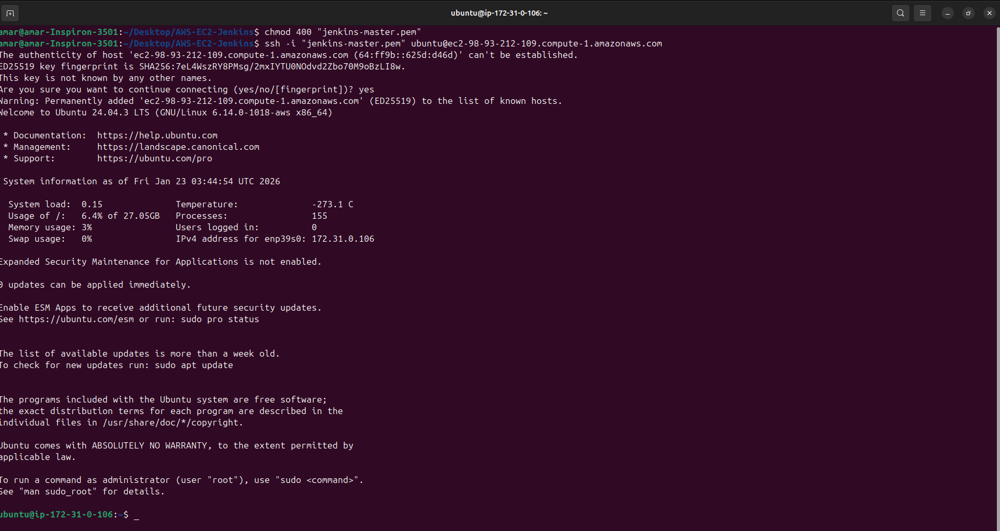 ubuntu@ip-172-31-0-106: ~
amar@amar-Inspiron-3501:~/Desktop/AWS-EC2-Jenkins$ chmod 400 "jenkins-master.pem"
amar@amar-Inspiron-3501:~/Desktop/AWS-EC2-Jenkins$ ssh -i "jenkins-master.pem" ubuntu@ec2-98-93-212-109.compute-1.amazonaws.com
The authenticity of host 'ec2-98-93-212-109.compute-1.amazonaws.com (64:ff9b::625d:d46d)' can't be established.
ED25519 key fingerprint is SHA256:7eL4WszRY8PMsg/2mxIYTU0NOdvd2Zbo70M9oBzLI8w.
This key is not known by any other names.
Are you sure you want to continue connecting (yes/no/[fingerprint])? yes
Warning: Permanently added 'ec2-98-93-212-109.compute-1.amazonaws.com' (ED25519) to the list of known hosts.
Welcome to Ubuntu 24.04.3 LTS (GNU/Linux 6.14.0-1018-aws x86_64)
* Documentation:  https://help.ubuntu.com
* Management:     https://landscape.canonical.com
* Support:        https://ubuntu.com/pro
System information as of Fri Jan 23 03:44:54 UTC 2026
System load:  0.15              Temperature:              -273.1 C
Usage of /:   6.4% of 27.05GB   Processes:                155
Memory usage: 3%                Users logged in:          0
Swap usage:   0%                IPv4 address for enp39s0: 172.31.0.106
Expanded Security Maintenance for Applications is not enabled.
0 updates can be applied immediately.
Enable ESM Apps to receive additional future security updates.
See https://ubuntu.com/esm or run: sudo pro status
The list of available updates is more than a week old.
To check for new updates run: sudo apt update
The programs included with the Ubuntu system are free software;
the exact distribution terms for each program are described in the
individual files in /usr/share/doc/*/copyright.
Ubuntu comes with ABSOLUTELY NO WARRANTY, to the extent permitted by
applicable law.
To run a command as administrator (user "root"), use "sudo <command>".
See "man sudo_root" for details.
ubuntu@ip-172-31-0-106:~$ _